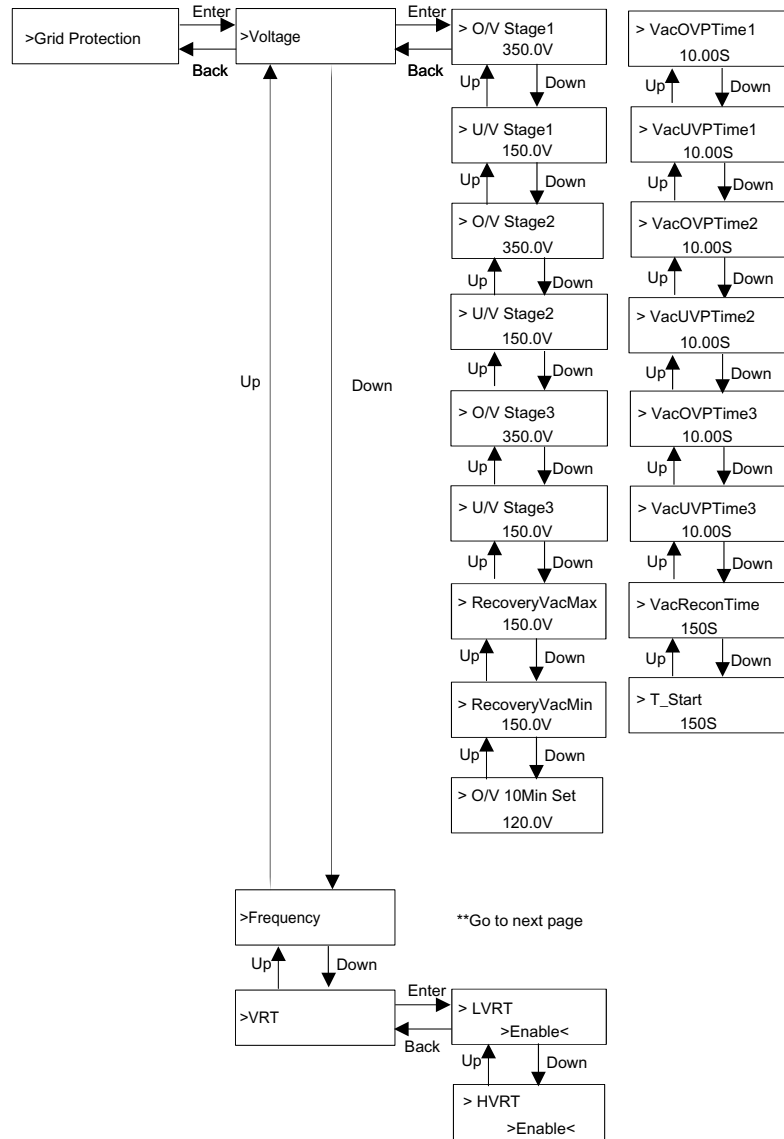 Enter
Enter
>Grid Protection
>Voltage
> O/V Stage1
350.0V
> VacOVPTime1
10.00S
Back
Back
Up
Down
Up
Down
> U/V Stage1
150.0V
> VacUVPTime1
10.00S
Up
Down
Up
Down
> O/V Stage2
350.0V
> VacOVPTime2
10.00S
Up
Down
Up
Down
> U/V Stage2
150.0V
> VacUVPTime2
10.00S
Up
Down
Up
Down
Up
Down
> O/V Stage3
350.0V
> VacOVPTime3
10.00S
Up
Down
Up
Down
> U/V Stage3
150.0V
> VacUVPTime3
10.00S
Up
Down
Up
Down
> RecoveryVacMax
150.0V
> VacReconTime
150S
Up
Down
Up
Down
> RecoveryVacMin
150.0V
> T_Start
150S
Up
Down
> O/V 10Min Set
120.0V
>Frequency
**Go to next page
Up
Down
Enter
>VRT
> LVRT
>Enable<
Back
Up
Down
> HVRT
>Enable<